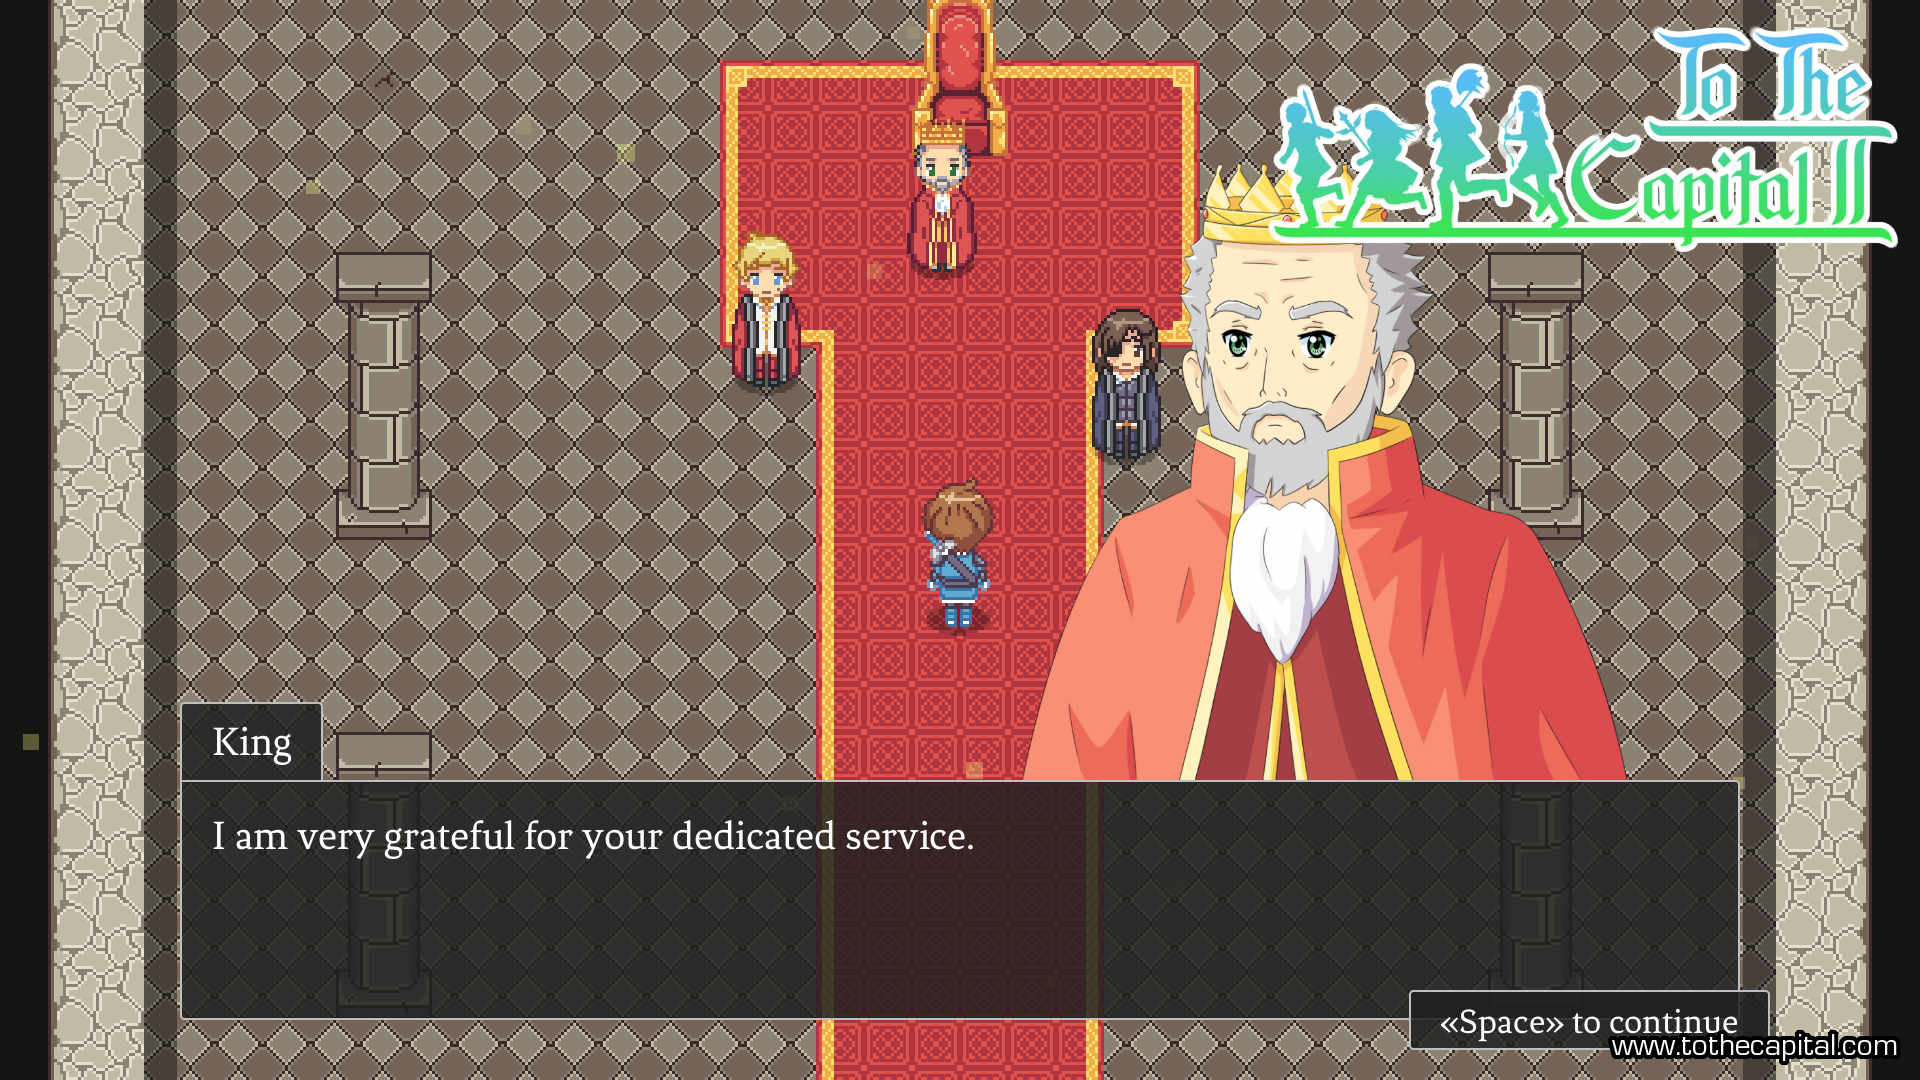 To The
Capital II
King
I am very grateful for your dedicated service.
«Space» to continue
www.tothecapital.com